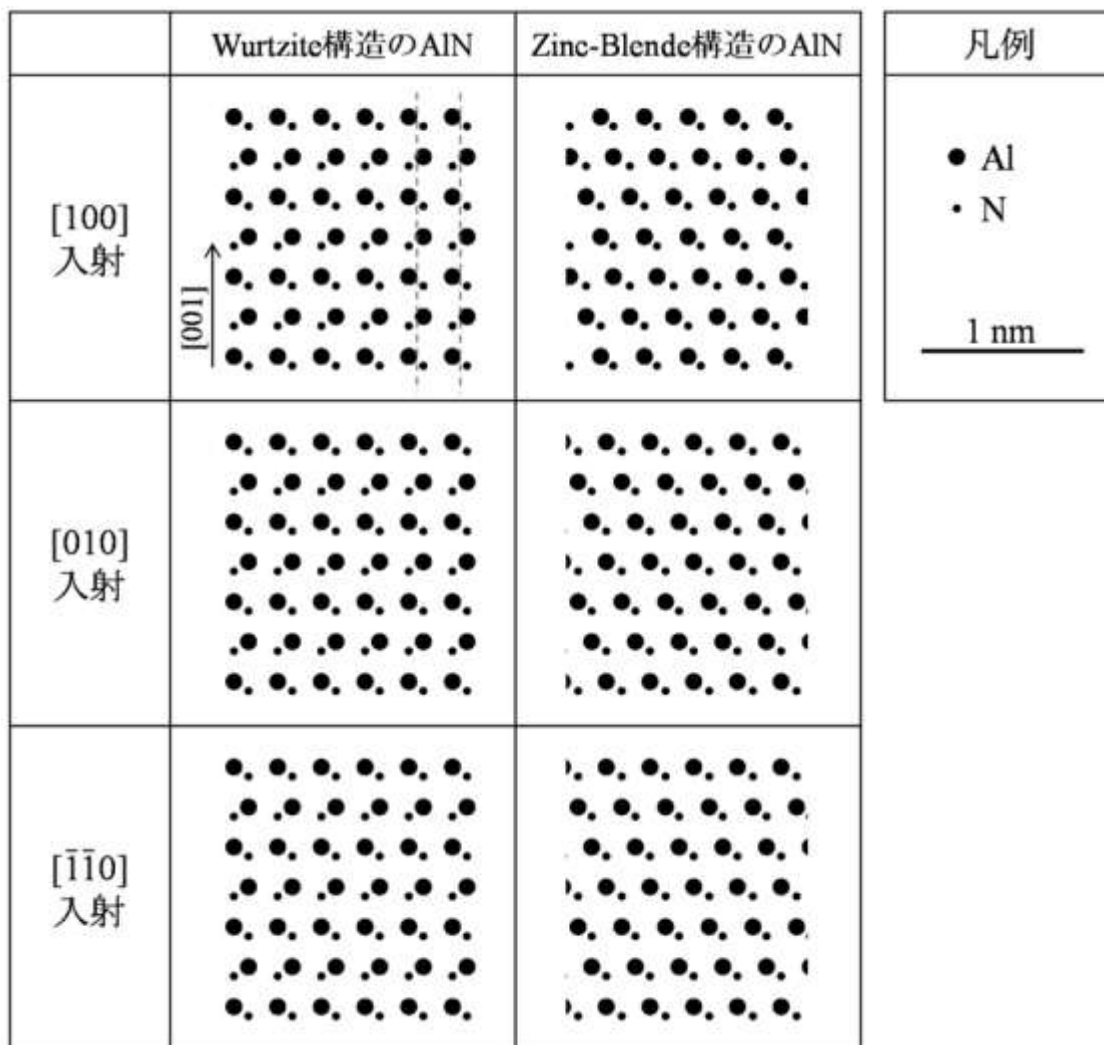 Wurtzite構造のAlN
Zinc-Blende構造のAlN
凡例
[100]
入射
[001]
Al
N
1 nm
[010]
入射
[1̄1̄0]
入射